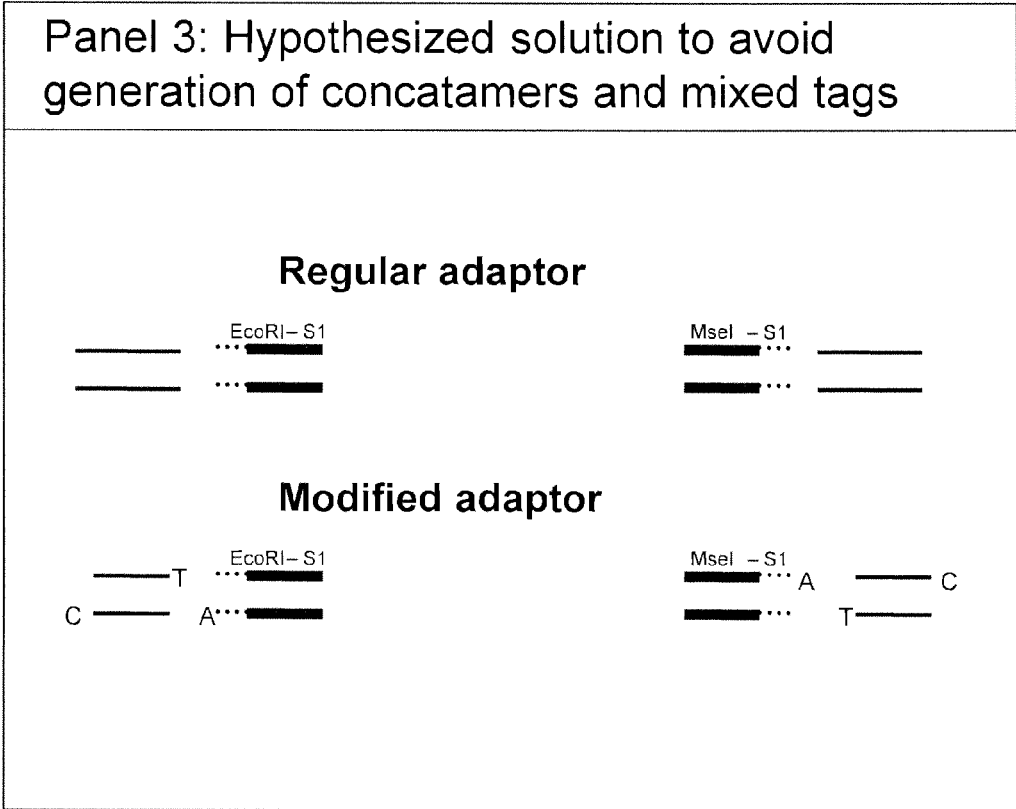 Panel 3: Hypothesized solution to avoid
generation of concatamers and mixed tags
Regular adaptor
EcoRI – S1
MseI – S1
Modified adaptor
EcoRI – S1
MseI – S1
T
A
C
C
A
T